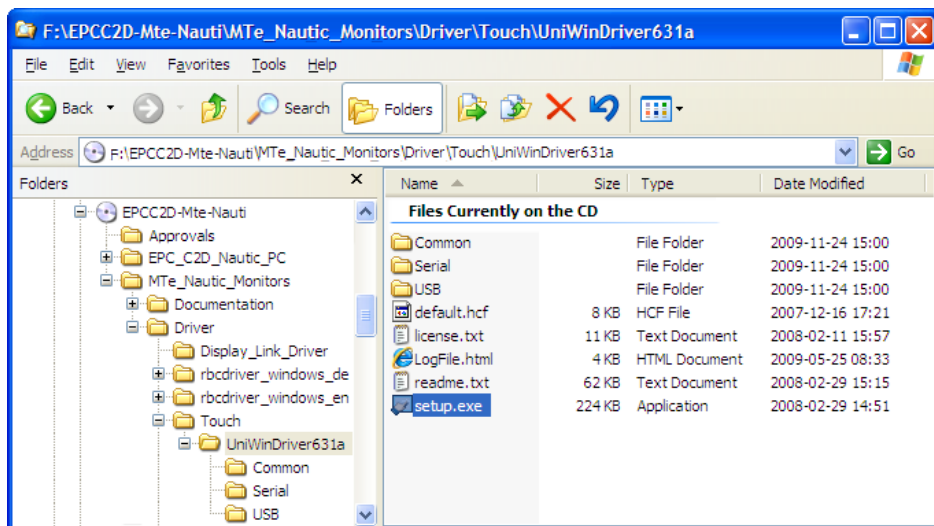 F:\EPCC2D-Mte-Nauti\MTe_Nautic_Monitors\Driver\Touch\UniWinDriver631a
File Edit View Favorites Tools Help
Back Search Folders
Address F:\EPCC2D-Mte-Nauti\MTe_Nautic_Monitors\Driver\Touch\UniWinDriver631a Go
Folders x
EPCC2D-Mte-Nauti
Approvals
EPC_C2D_Nautic_PC
MTe_Nautic_Monitors
Documentation
Driver
Display_Link_Driver
rbcdriver_windows_de
rbcdriver_windows_en
Touch
UniWinDriver631a
Common
Serial
USB
Name Size Type Date Modified
Files Currently on the CD
Common File Folder 2009-11-24 15:00
Serial File Folder 2009-11-24 15:00
USB File Folder 2009-11-24 15:00
default.hcf 8 KB HCF File 2007-12-16 17:21
license.txt 11 KB Text Document 2008-02-11 15:57
LogFile.html 4 KB HTML Document 2009-05-25 08:33
readme.txt 62 KB Text Document 2008-02-29 15:15
setup.exe 224 KB Application 2008-02-29 14:51